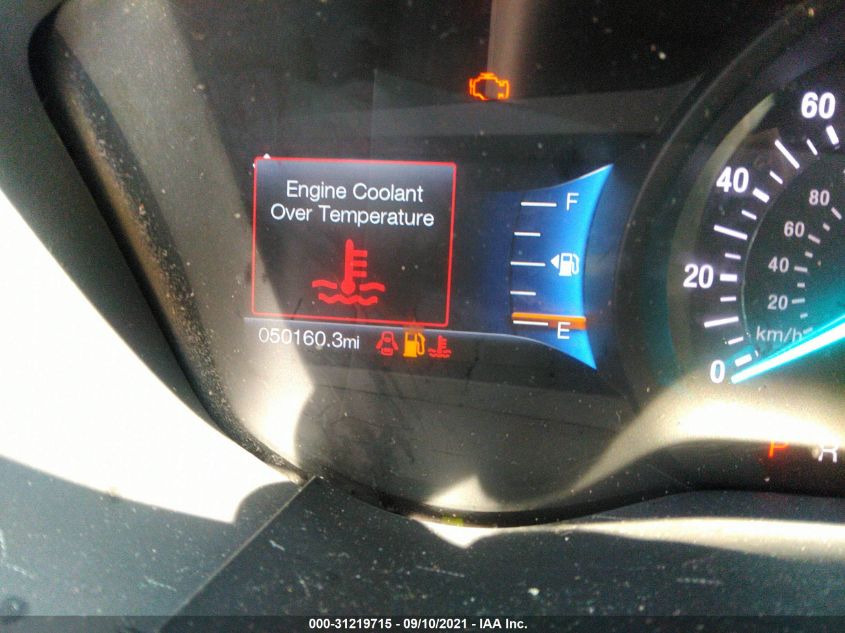 60
80
Engine Coolant
Over Temperature
F
40
60
20
40
20
km/h
E
050160.3mi
0
P R
000-31219715 - 09/10/2021 - IAA Inc.